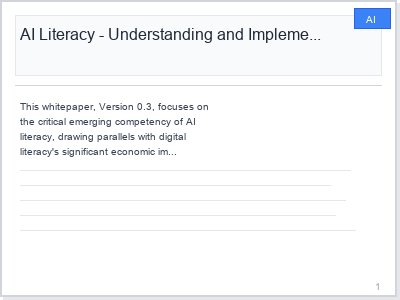 AI
AI Literacy - Understanding and Impleme...
This whitepaper, Version 0.3, focuses on
the critical emerging competency of AI
literacy, drawing parallels with digital
literacy's significant economic im...
1